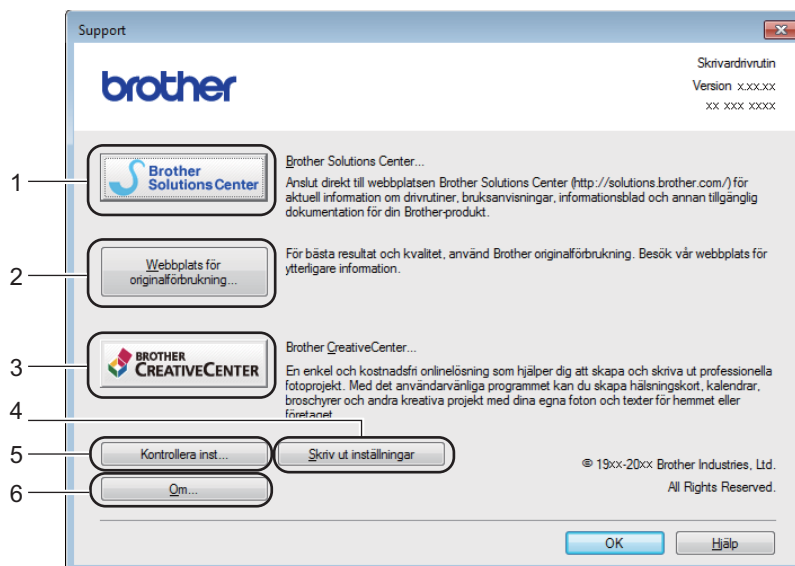 Support
brother
Skrivardrivrutin
Version x.xx.xx
xx xxx xxxx
1
Brother
Solutions Center
Brother Solutions Center...
Anslut direkt till webbplatsen Brother Solutions Center (http://solutions.brother.com/) för
aktuell information om drivrutiner, bruksanvisningar, informationsblad och annan tillgänglig
dokumentation för din Brother-produkt.
2
Webbplats för
originalförbrukning...
För bästa resultat och kvalitet, använd Brother originalförbrukning. Besök vår webbplats för
ytterligare information.
3
BROTHER
CREATIVECENTER
Brother CreativeCenter...
En enkel och kostnadsfri onlinelösning som hjälper dig att skapa och skriva ut professionella
fotoprojekt. Med det användarvänliga programmet kan du skapa hälsningskort, kalendrar,
broschyrer och andra kreativa projekt med dina egna foton och texter för hemmet eller
företaget.
4
5
Kontrollera inst...
Skriv ut inställningar
6
Om...
© 19xx-20xx Brother Industries, Ltd.
All Rights Reserved.
OK
Hjälp